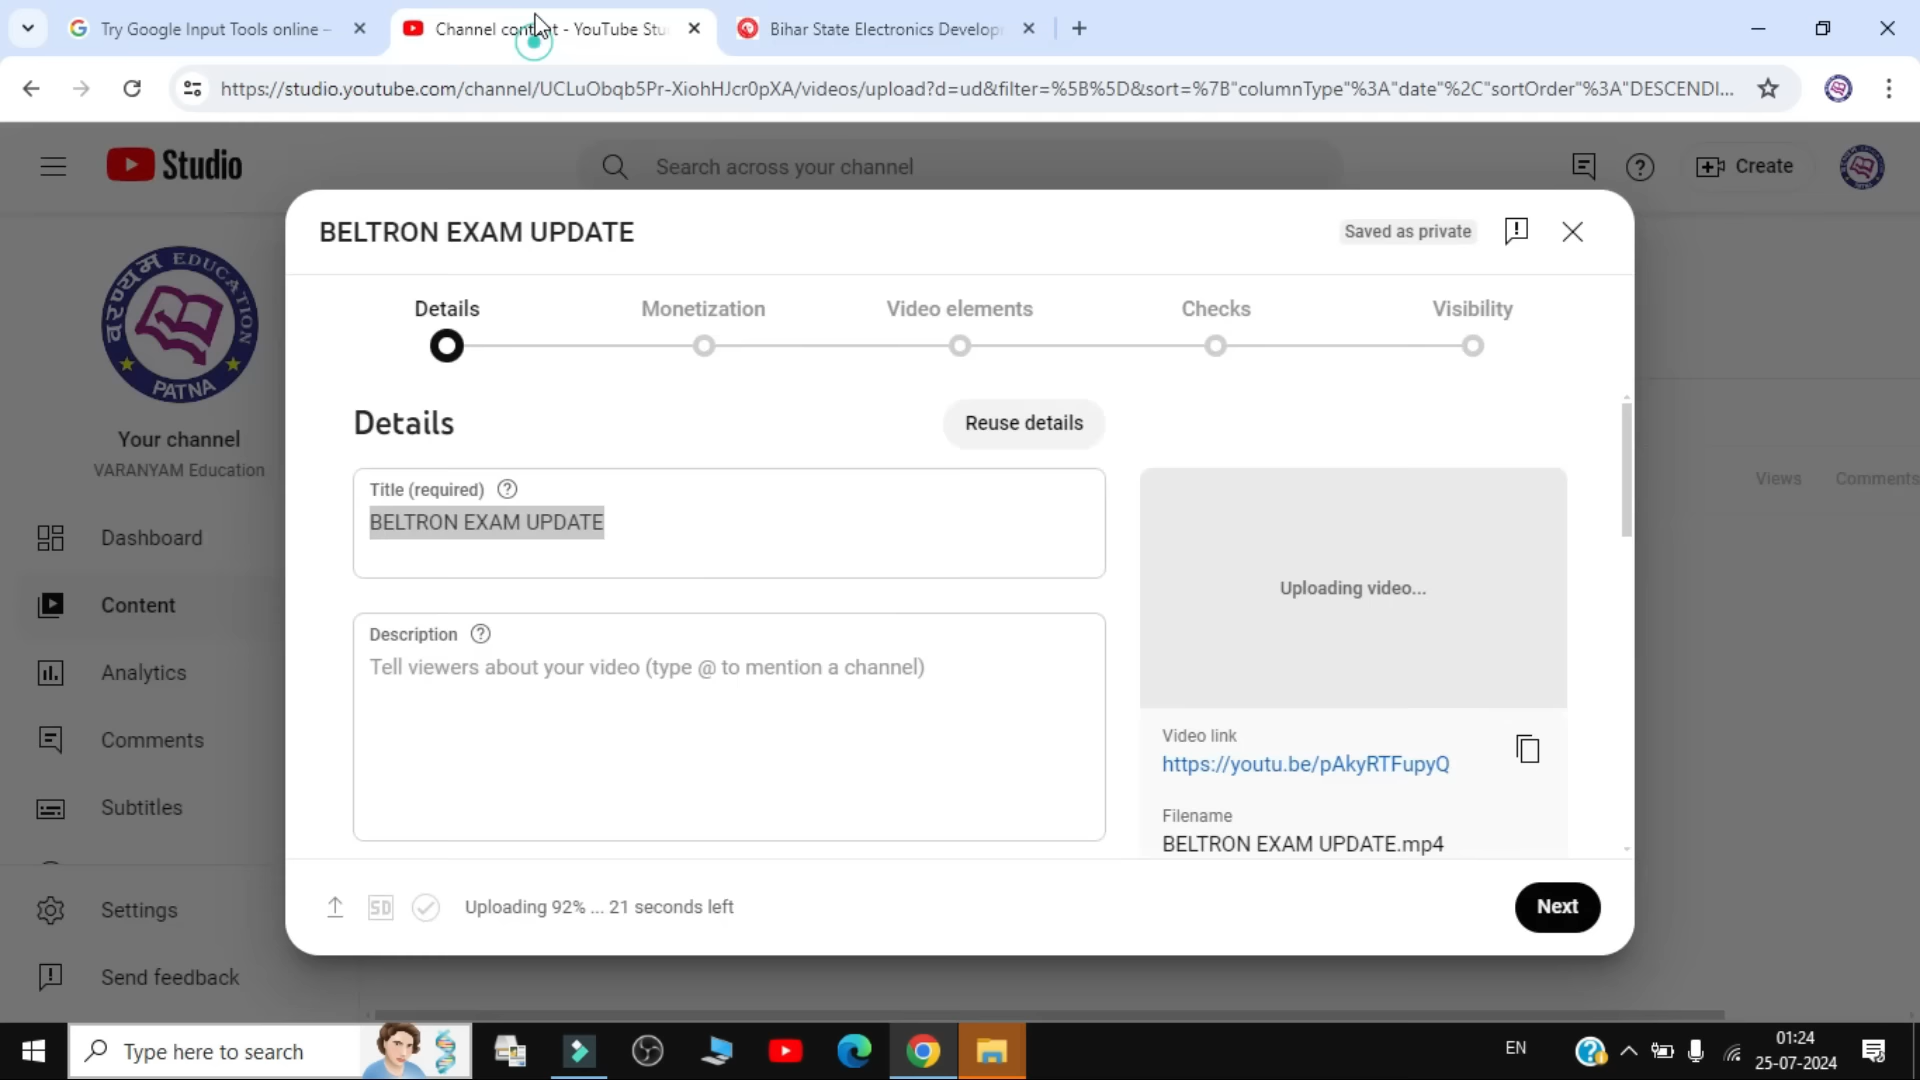 Try Google Input Tools online –
Channel content - YouTube Stu
Bihar State Electronics Develop
https://studio.youtube.com/channel/UCLuObqb5Pr-XiohHJcr0pXA/videos/upload?d=ud&filter=%5B%5D&sort=%7B"columnType"%3A"date"%2C"sortOrder"%3A"DESCENDI...
Studio
Search across your channel
Create
BELTRON EXAM UPDATE
Saved as private
Details
Monetization
Video elements
Checks
Visibility
वरण्यम EDUCATION
PATNA
Your channel
VARANYAM Education
Dashboard
Content
Analytics
Comments
Subtitles
Settings
Send feedback
Details
Reuse details
Title (required)
BELTRON EXAM UPDATE
Description
Tell viewers about your video (type @ to mention a channel)
Uploading video...
Video link
https://youtu.be/pAkyRTFupyQ
Filename
BELTRON EXAM UPDATE.mp4
Views
Comments
SD
Uploading 92% ... 21 seconds left
Next
Type here to search
EN
01:24
25-07-2024